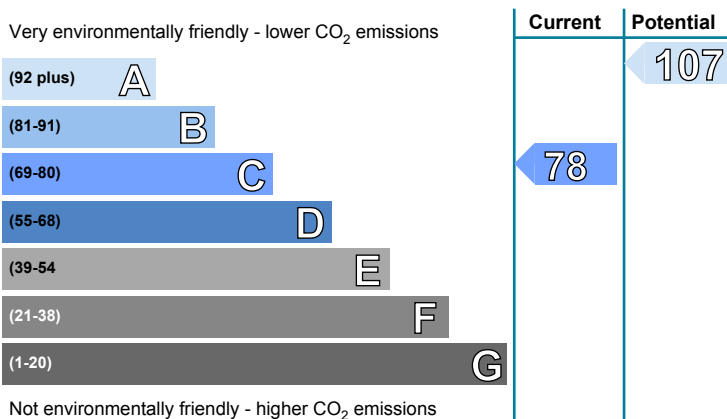 Current Potential
Very environmentally friendly - lower CO2 emissions
107
(92 plus) A
(81-91) B
(69-80) C
78
(55-68) D
(39-54 E
(21-38) F
(1-20) G
Not environmentally friendly - higher CO2 emissions